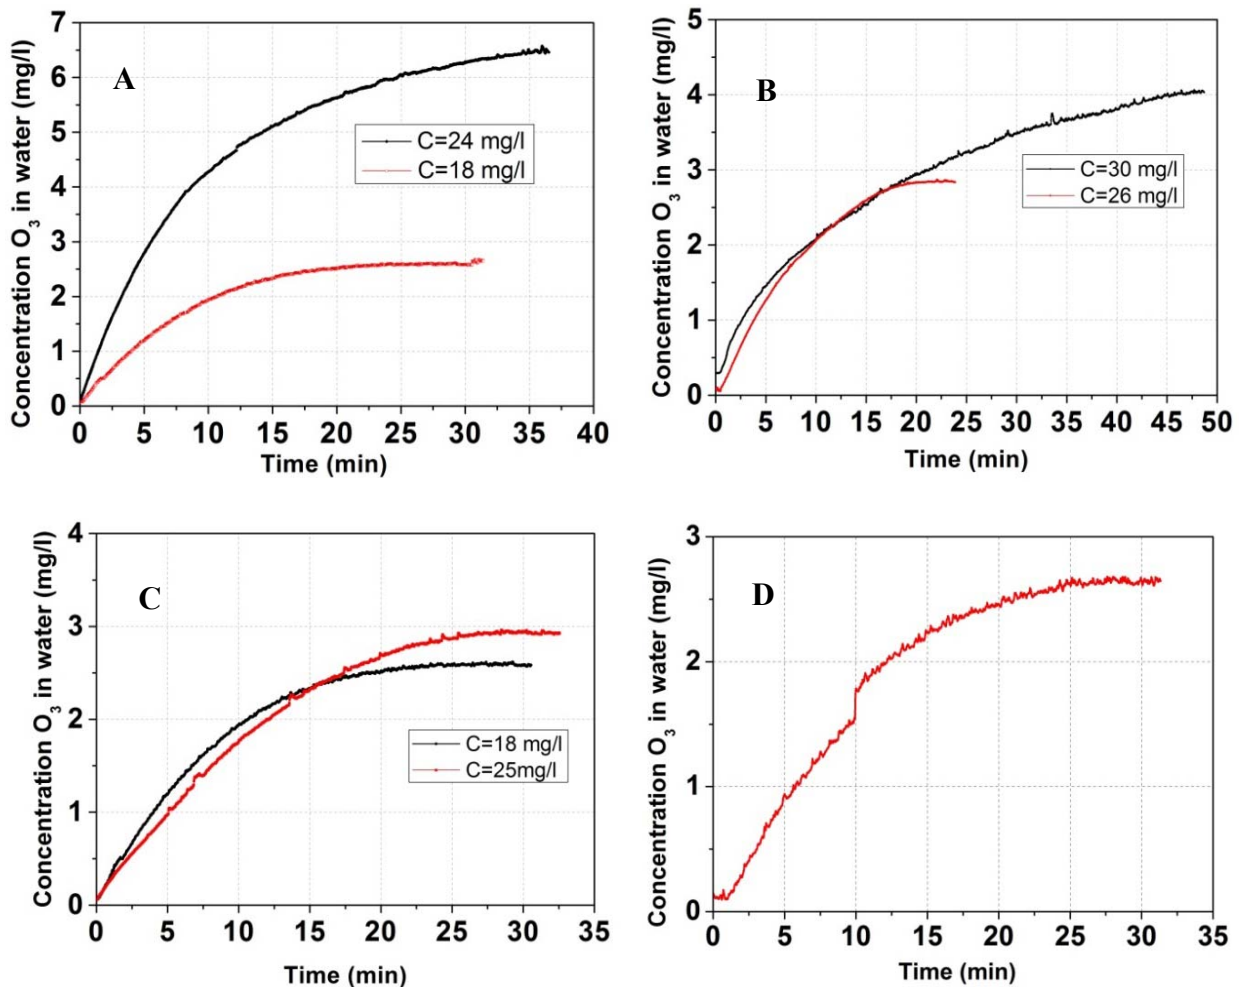 A
Concentration O3 in water (mg/l)
7
6
5
4
3
2
1
0
C=24 mg/l
C=18 mg/l
0 5 10 15 20 25 30 35 40
Time (min)
B
Concentration O3 in water (mg/l)
5
4
3
2
1
0
C=30 mg/l
C=26 mg/l
0 5 10 15 20 25 30 35 40 45 50
Time (min)
C
Concentration O3 in water (mg/l)
4
3
2
1
0
C=18 mg/l
C=25mg/l
0 5 10 15 20 25 30 35
Time (min)
D
Concentration O3 in water (mg/l)
3
2
1
0
0 5 10 15 20 25 30 35
Time (min)